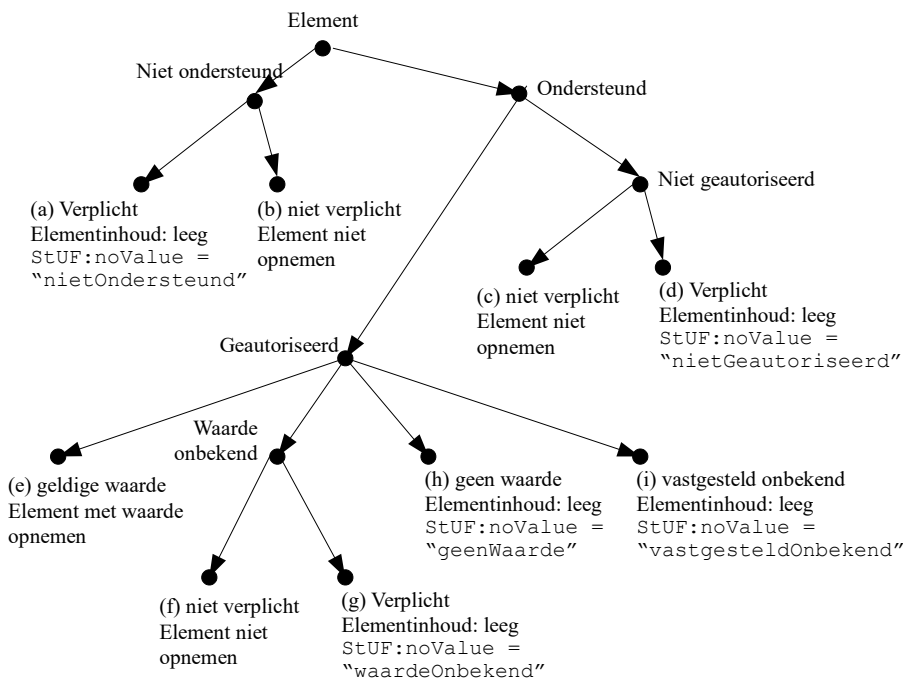 Element
Niet ondersteund
Ondersteund
Niet geautoriseerd
(a) Verplicht
Elementinhoud: leeg
StUF:noValue =
“nietOndersteund”
(b) niet verplicht
Element niet
opnemen
(c) niet verplicht
Element niet
opnemen
(d) Verplicht
Elementinhoud: leeg
StUF:noValue =
“nietGeautoriseerd”
Geautoriseerd
Waarde
onbekend
(e) geldige waarde
Element met waarde
opnemen
(h) geen waarde
Elementinhoud: leeg
StUF:noValue =
“geenWaarde”
(i) vastgesteld onbekend
Elementinhoud: leeg
StUF:noValue =
“vastgesteldOnbekend”
(f) niet verplicht
Element niet
opnemen
(g) Verplicht
Elementinhoud: leeg
StUF:noValue =
“waardeOnbekend”